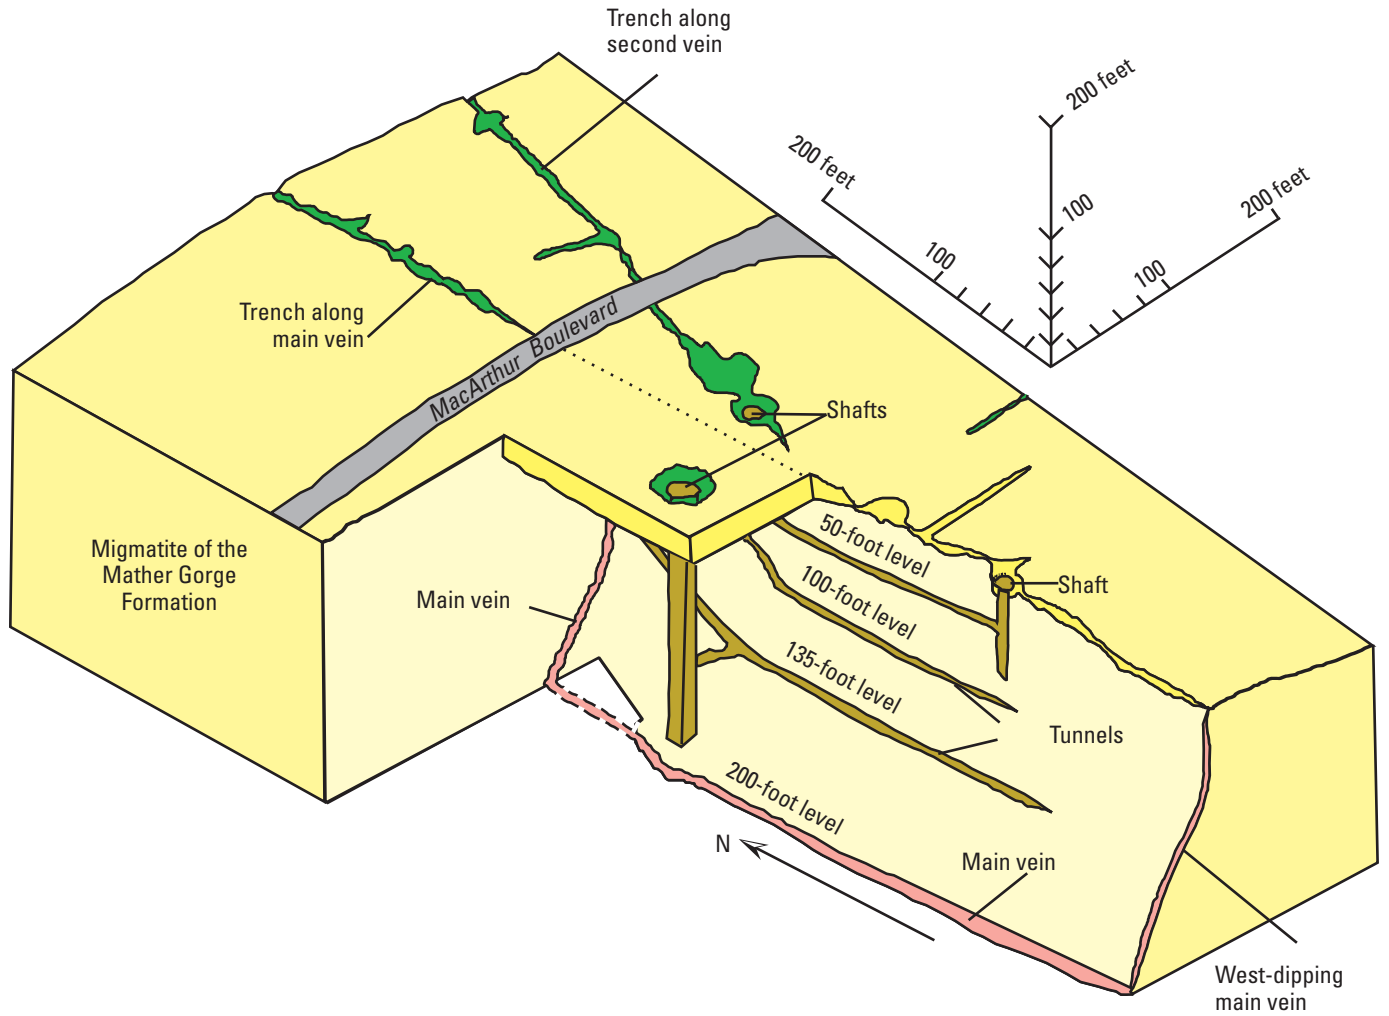 Trench along
second vein
200 feet
200 feet
100
200 feet
100
100
Trench along
main vein
MacArthur Boulevard
Shafts
50-foot level
Migmatite of the
Mather Gorge
Formation
Main vein
100-foot level
Shaft
135-foot level
Tunnels
200-foot level
N
Main vein
West-dipping
main vein